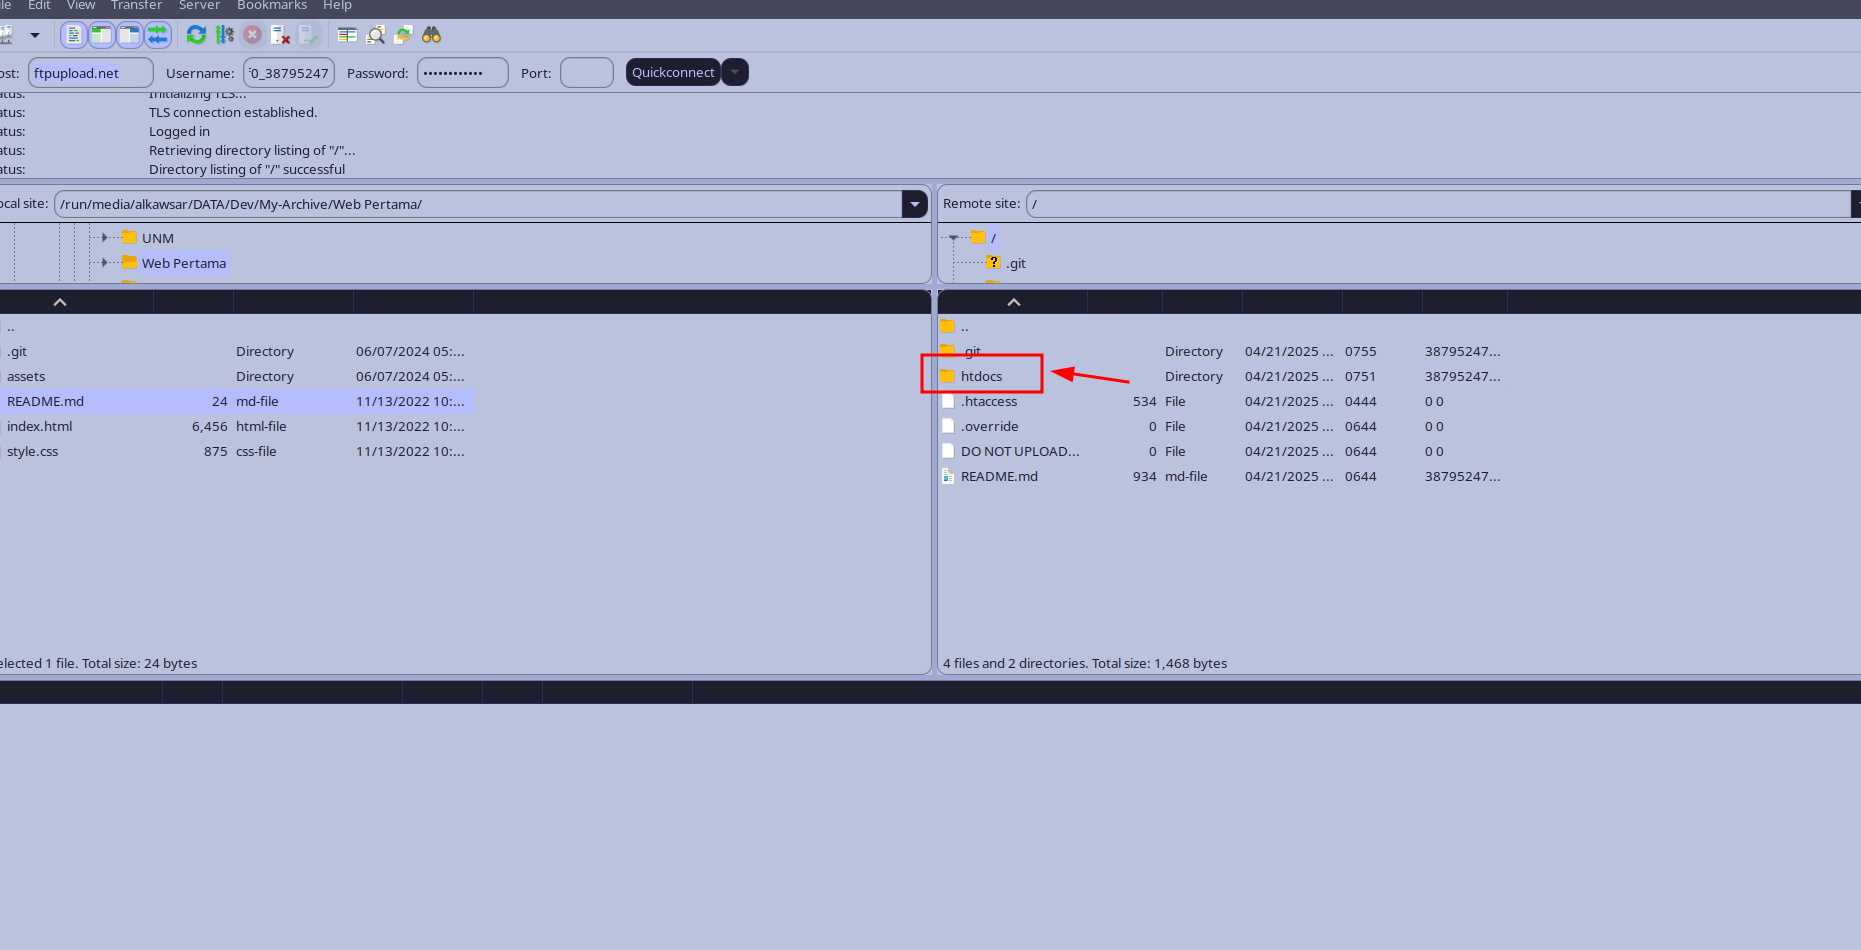 le Edit View Transfer Server Bookmarks Help
ost: ftpupload.net Username: f0_38795247 Password: •••••••••••• Port: Quickconnect
atus: Initializing TLS...
atus: TLS connection established.
atus: Logged in
atus: Retrieving directory listing of "/"...
atus: Directory listing of "/" successful
ocal site: /run/media/alkawsar/DATA/Dev/My-Archive/Web Pertama/
UNM
Web Pertama
Remote site: /
/
? .git
..
.git Directory 06/07/2024 05:...
assets Directory 06/07/2024 05:...
README.md 24 md-file 11/13/2022 10:...
index.html 6,456 html-file 11/13/2022 10:...
style.css 875 css-file 11/13/2022 10:...
elected 1 file. Total size: 24 bytes
..
.git Directory 04/21/2025 ... 0755 38795247...
htdocs Directory 04/21/2025 ... 0751 38795247...
.htaccess 534 File 04/21/2025 ... 0444 0 0
.override 0 File 04/21/2025 ... 0644 0 0
DO NOT UPLOAD... 0 File 04/21/2025 ... 0644 0 0
README.md 934 md-file 04/21/2025 ... 0644 38795247...
4 files and 2 directories. Total size: 1,468 bytes